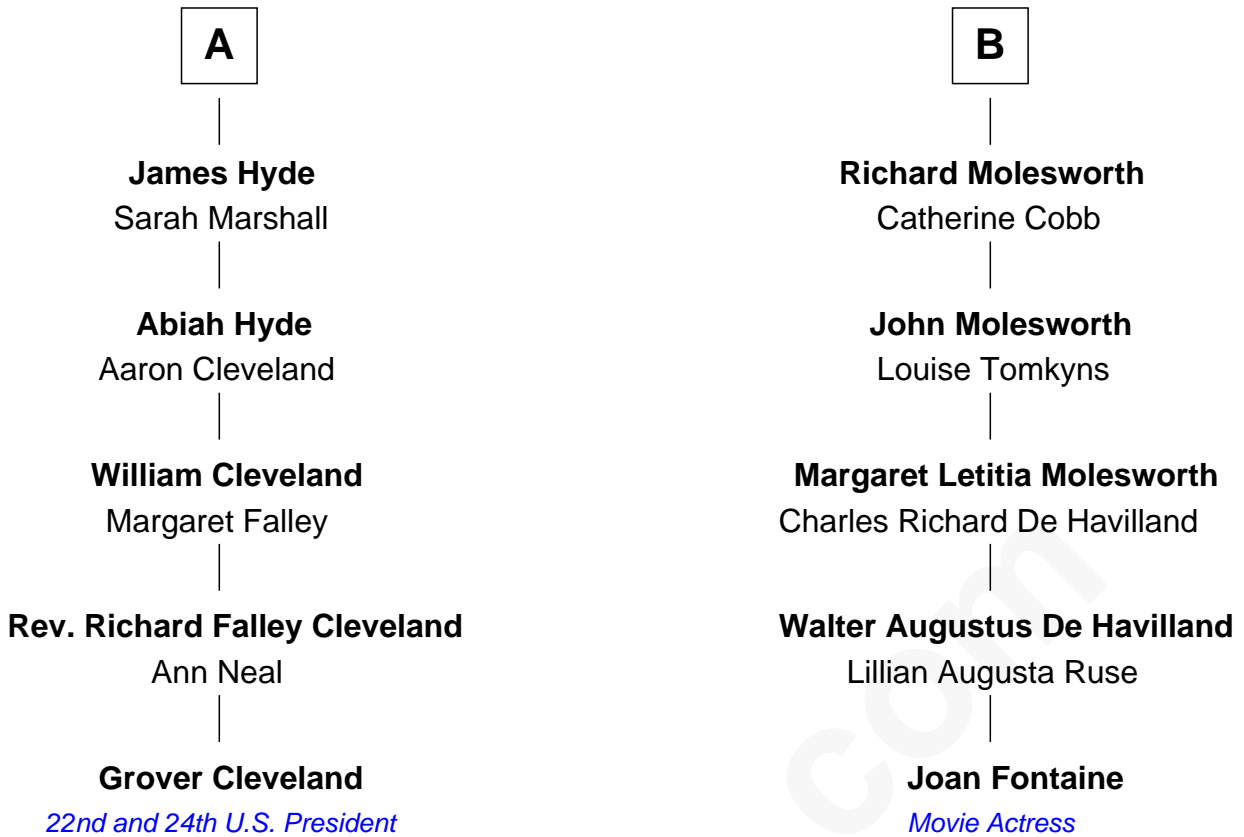 A
James Hyde
Sarah Marshall
Abiah Hyde
Aaron Cleveland
William Cleveland
Margaret Falley
Rev. Richard Falley Cleveland
Ann Neal
Grover Cleveland
22nd and 24th U.S. President
B
Richard Molesworth
Catherine Cobb
John Molesworth
Louise Tomkyns
Margaret Letitia Molesworth
Charles Richard De Havilland
Walter Augustus De Havilland
Lillian Augusta Ruse
Joan Fontaine
Movie Actress
com